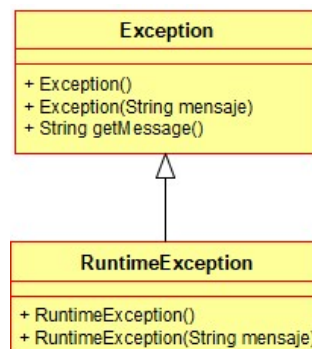 Exception
+ Exception()
+ Exception(String mensaje)
+ String getMessage()
RuntimeException
+ RuntimeException()
+ RuntimeException(String mensaje)